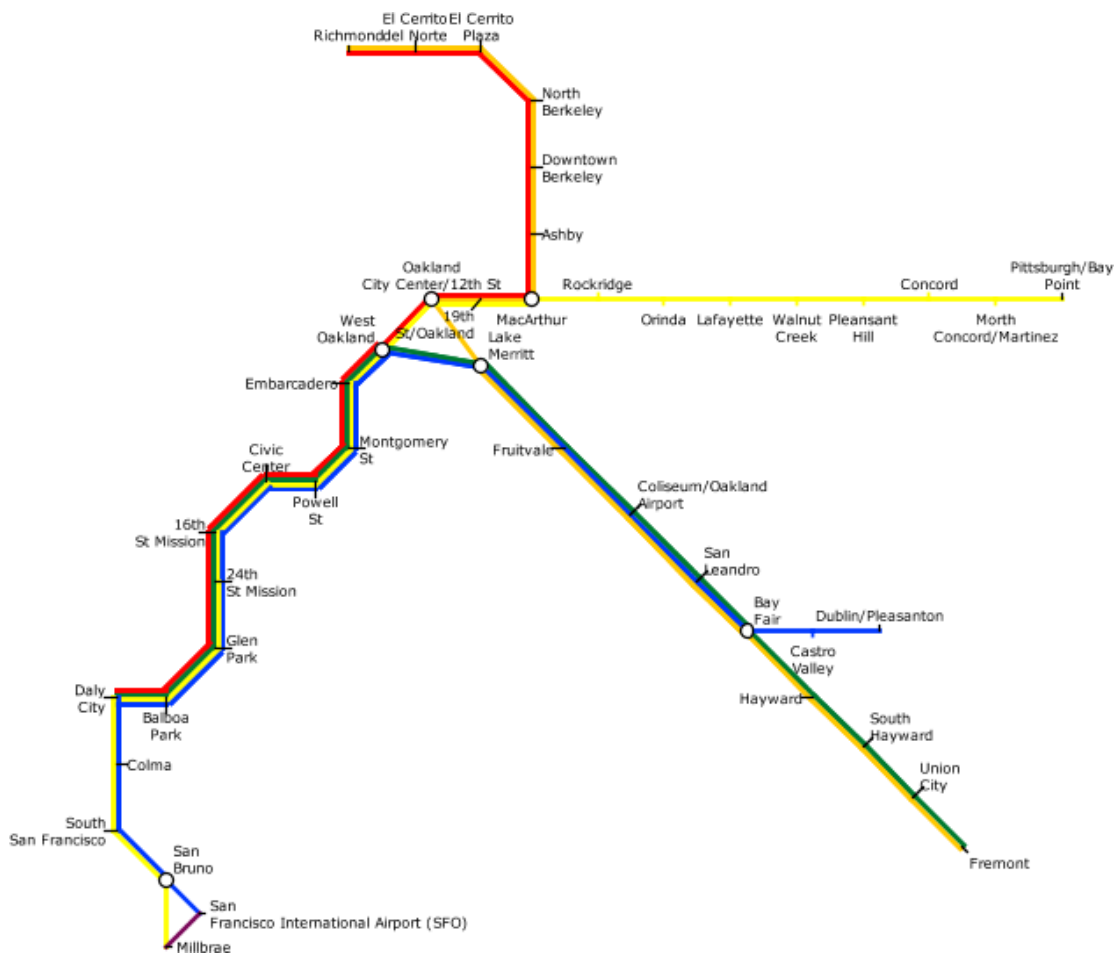 El Cerrito El Cerrito
Richmond del Norte Plaza
North
Berkeley
Downtown
Berkeley
Ashby
Oakland
City Center/12th St
Rockridge
Concord
Pittsburgh/Bay
Point
19th
St/Oakland
MacArthur
Orinda
Lafayette
Walnut
Creek
Pleansant
Hill
Morth
Concord/Martinez
West
Oakland
Lake
Merritt
Embarcadero
Montgomery
St
Fruitvale
Civic
Center
Powell
St
Coliseum/Oakland
Airport
16th
St Mission
24th
St Mission
San
Leandro
Bay
Fair
Dublin/Pleasanton
Castro
Valley
Glen
Park
Daly
City
Balboa
Park
Hayward
South
Hayward
Colma
Union
City
South
San Francisco
San
Bruno
Fremont
San
Francisco International Airport (SFO)
Millbrae